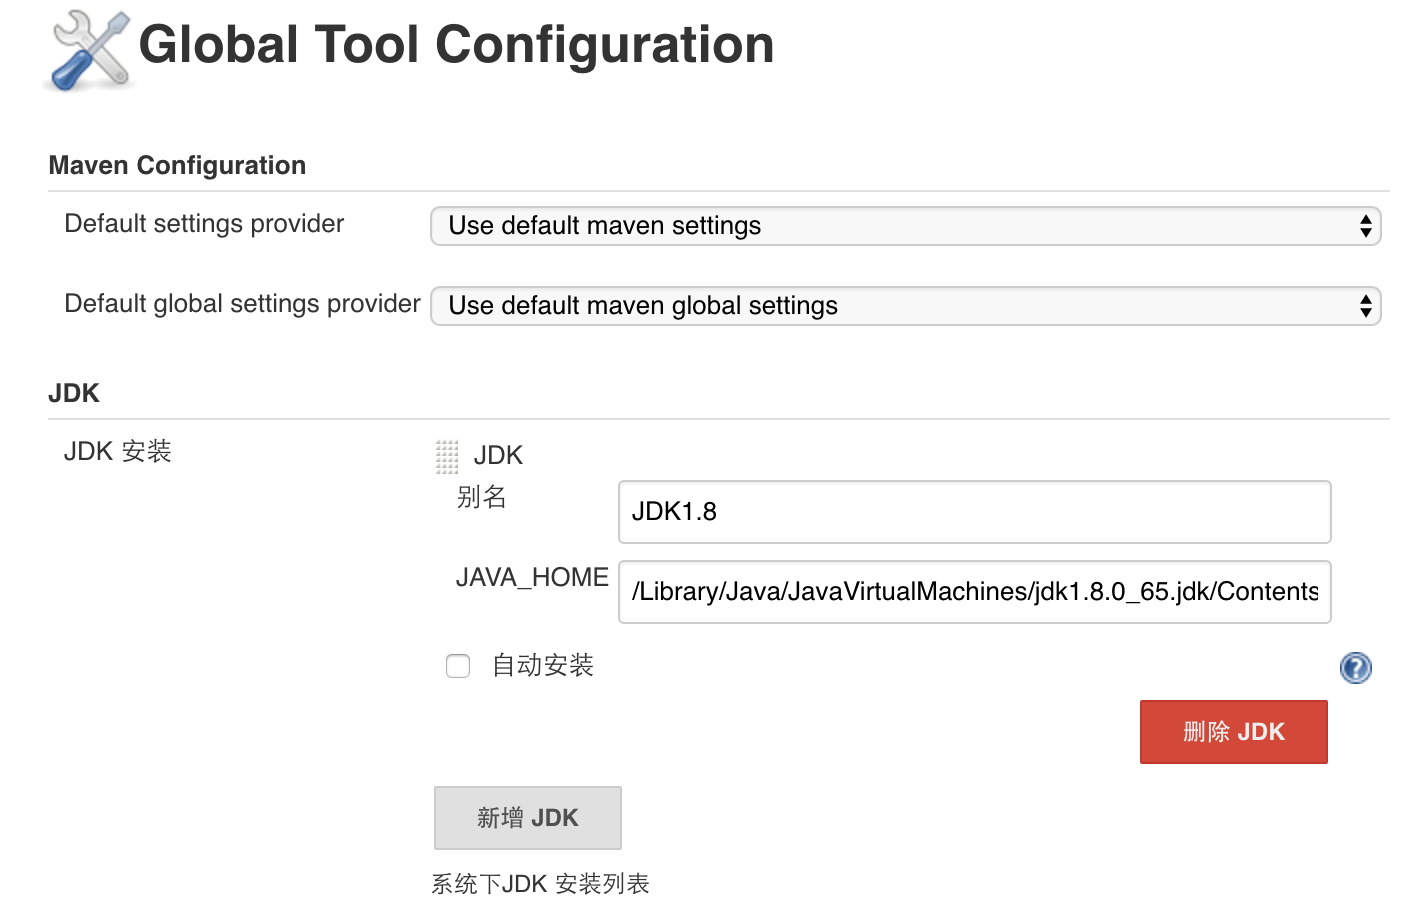 Global Tool Configuration
Maven Configuration
Default settings provider
Use default maven settings
Default global settings provider
Use default maven global settings
JDK
JDK 安装
JDK
别名
JDK1.8
JAVA_HOME
/Library/Java/JavaVirtualMachines/jdk1.8.0_65.jdk/Contents
自动安装
?
删除 JDK
新增 JDK
系统下JDK 安装列表